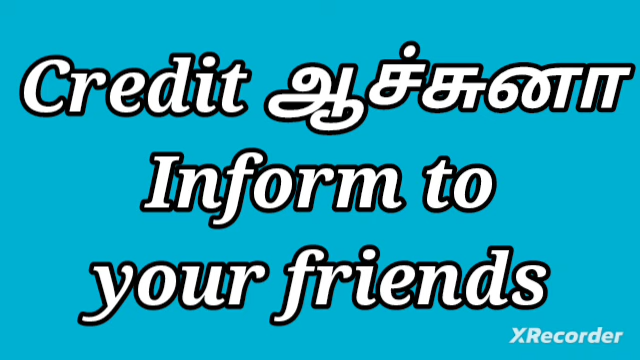 Credit ஆச்சுனா
Inform to
your friends
XRecorder